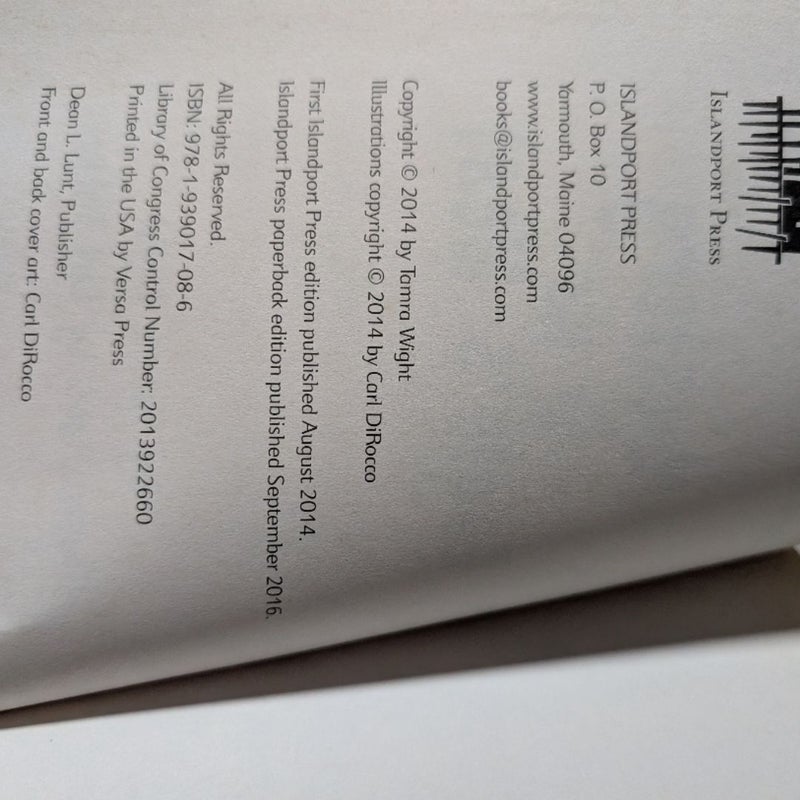 ISLANDPORT PRESS
ISLANDPORT PRESS
P. O. Box 10
Yarmouth, Maine 04096
www.islandportpress.com
books@islandportpress.com
Copyright © 2014 by Tamra Wight
Illustrations copyright © 2014 by Carl DiRocco
First Islandport Press edition published August 2014.
Islandport Press paperback edition published September 2016.
All Rights Reserved.
ISBN: 978-1-939017-08-6
Library of Congress Control Number: 2013922660
Printed in the USA by Versa Press
Dean L. Lunt, Publisher
Front and back cover art: Carl DiRocco